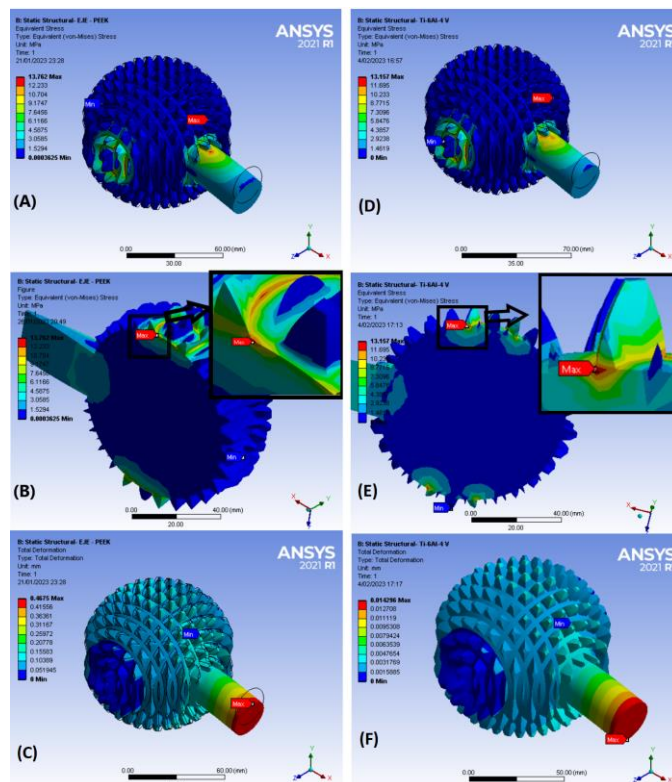 B: Static Structural- EJE - PEEK
Equivalent Stress
Type: Equivalent (von-Mises) Stress
Unit: MPa
Time: 1
21/01/2023 23:28
13.762 Max
12.233
10.704
9.1747
7.6456
6.1166
4.5875
3.0585
1.5294
0.0003625 Min
ANSYS
2021 R1
Min
Max
(A)
0.00
60.00 (mm)
30.00
X
Y
Z
B: Static Structural- Ti-6Al-4 V
Equivalent Stress
Type: Equivalent (von-Mises) Stress
Unit: MPa
Time: 1
4/02/2023 16:57
13.157 Max
11.695
10.233
8.7715
7.3096
5.8476
4.3857
2.9238
1.4619
0 Min
ANSYS
2021 R1
Max
Min
(D)
0.00
70.00 (mm)
35.00
X
Y
Z
B: Static Structural- EJE - PEEK
Figure
Type: Equivalent (von-Mises) Stress
Unit: MPa
Time: 1
3.0585
1.5294
0.0003625 Min
Max
Max
Min
(B)
0.00
40.00 (mm)
20.00
X
Y
B: Static Structural- Ti-6Al-4 V
Equivalent Stress
Type: Equivalent (von-Mises) Stress
Unit: MPa
Time: 1
4/02/2023 17:13
13.157 Max
11.695
Max
Max
Min
(E)
0.00
40.00 (mm)
20.00
X
B: Static Structural- EJE - PEEK
Total Deformation
Type: Total Deformation
Unit: mm
Time: 1
21/01/2023 23:28
0.4675 Max
0.41556
0.36361
0.31167
0.25972
0.20778
0.15583
0.10389
0.051945
0 Min
ANSYS
2021 R1
Min
Max
(C)
0.00
60.00 (mm)
X
Y
Z
B: Static Structural- Ti-6Al-4 V
Total Deformation
Type: Total Deformation
Unit: mm
Time: 1
4/02/2023 17:17
0.014296 Max
0.012708
0.011119
0.0095308
0.0079424
0.0063539
0.0047654
0.0031769
0.0015885
0 Min
ANSYS
2021 R1
Min
Max
(F)
0.00
50.00 (mm)
X
Y
Z